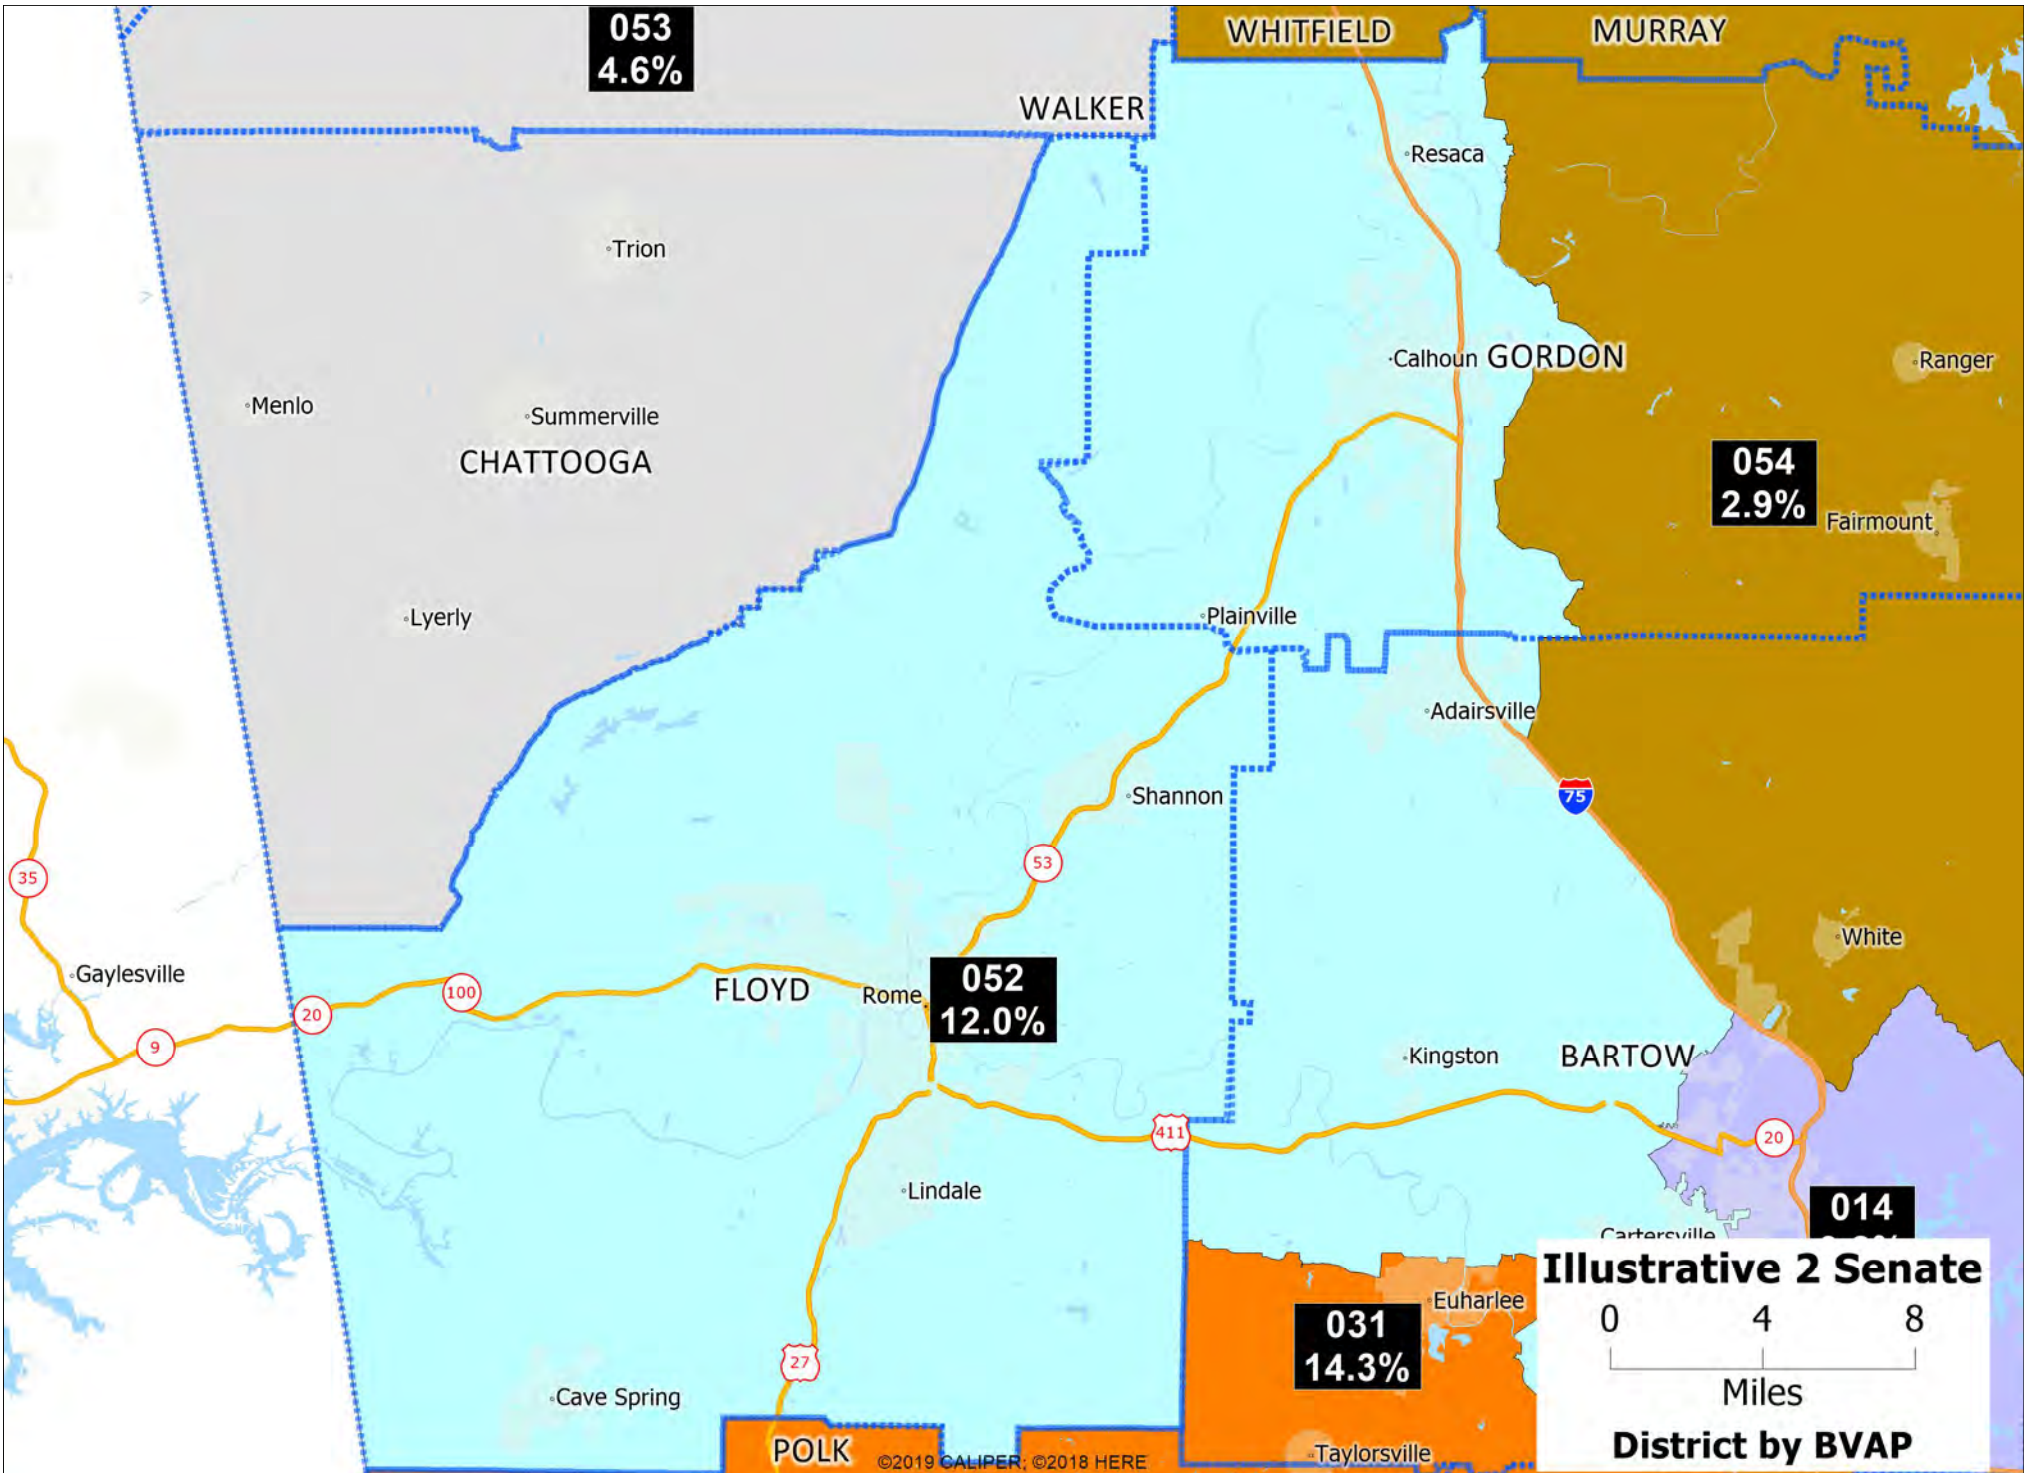 053
4.6%
WHITFIELD
MURRAY
WALKER
Resaca
Trion
Calhoun
GORDON
Ranger
Menlo
Summerville
CHATTOOGA
054
2.9%
Fairmount
Lyerly
Plainville
Adairsville
75
Shannon
53
35
White
Gaylesville
100
FLOYD
Rome
052
12.0%
20
9
Kingston
BARTOW
411
20
Lindale
014
Cartersville
Illustrative 2 Senate
0 4 8
Miles
District by BVAP
Euharlee
031
14.3%
27
Cave Spring
POLK
©2019 CALIPER; ©2018 HERE
Taylorsville